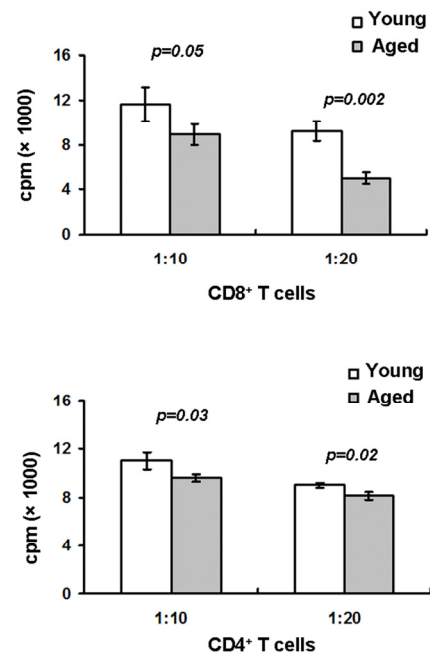 Young
Aged
16
12
8
4
0
cpm (× 1000)
p=0.05
p=0.002
1:10 1:20
CD8⁺ T cells
Young
Aged
16
12
8
4
0
cpm (× 1000)
p=0.03
p=0.02
1:10 1:20
CD4⁺ T cells